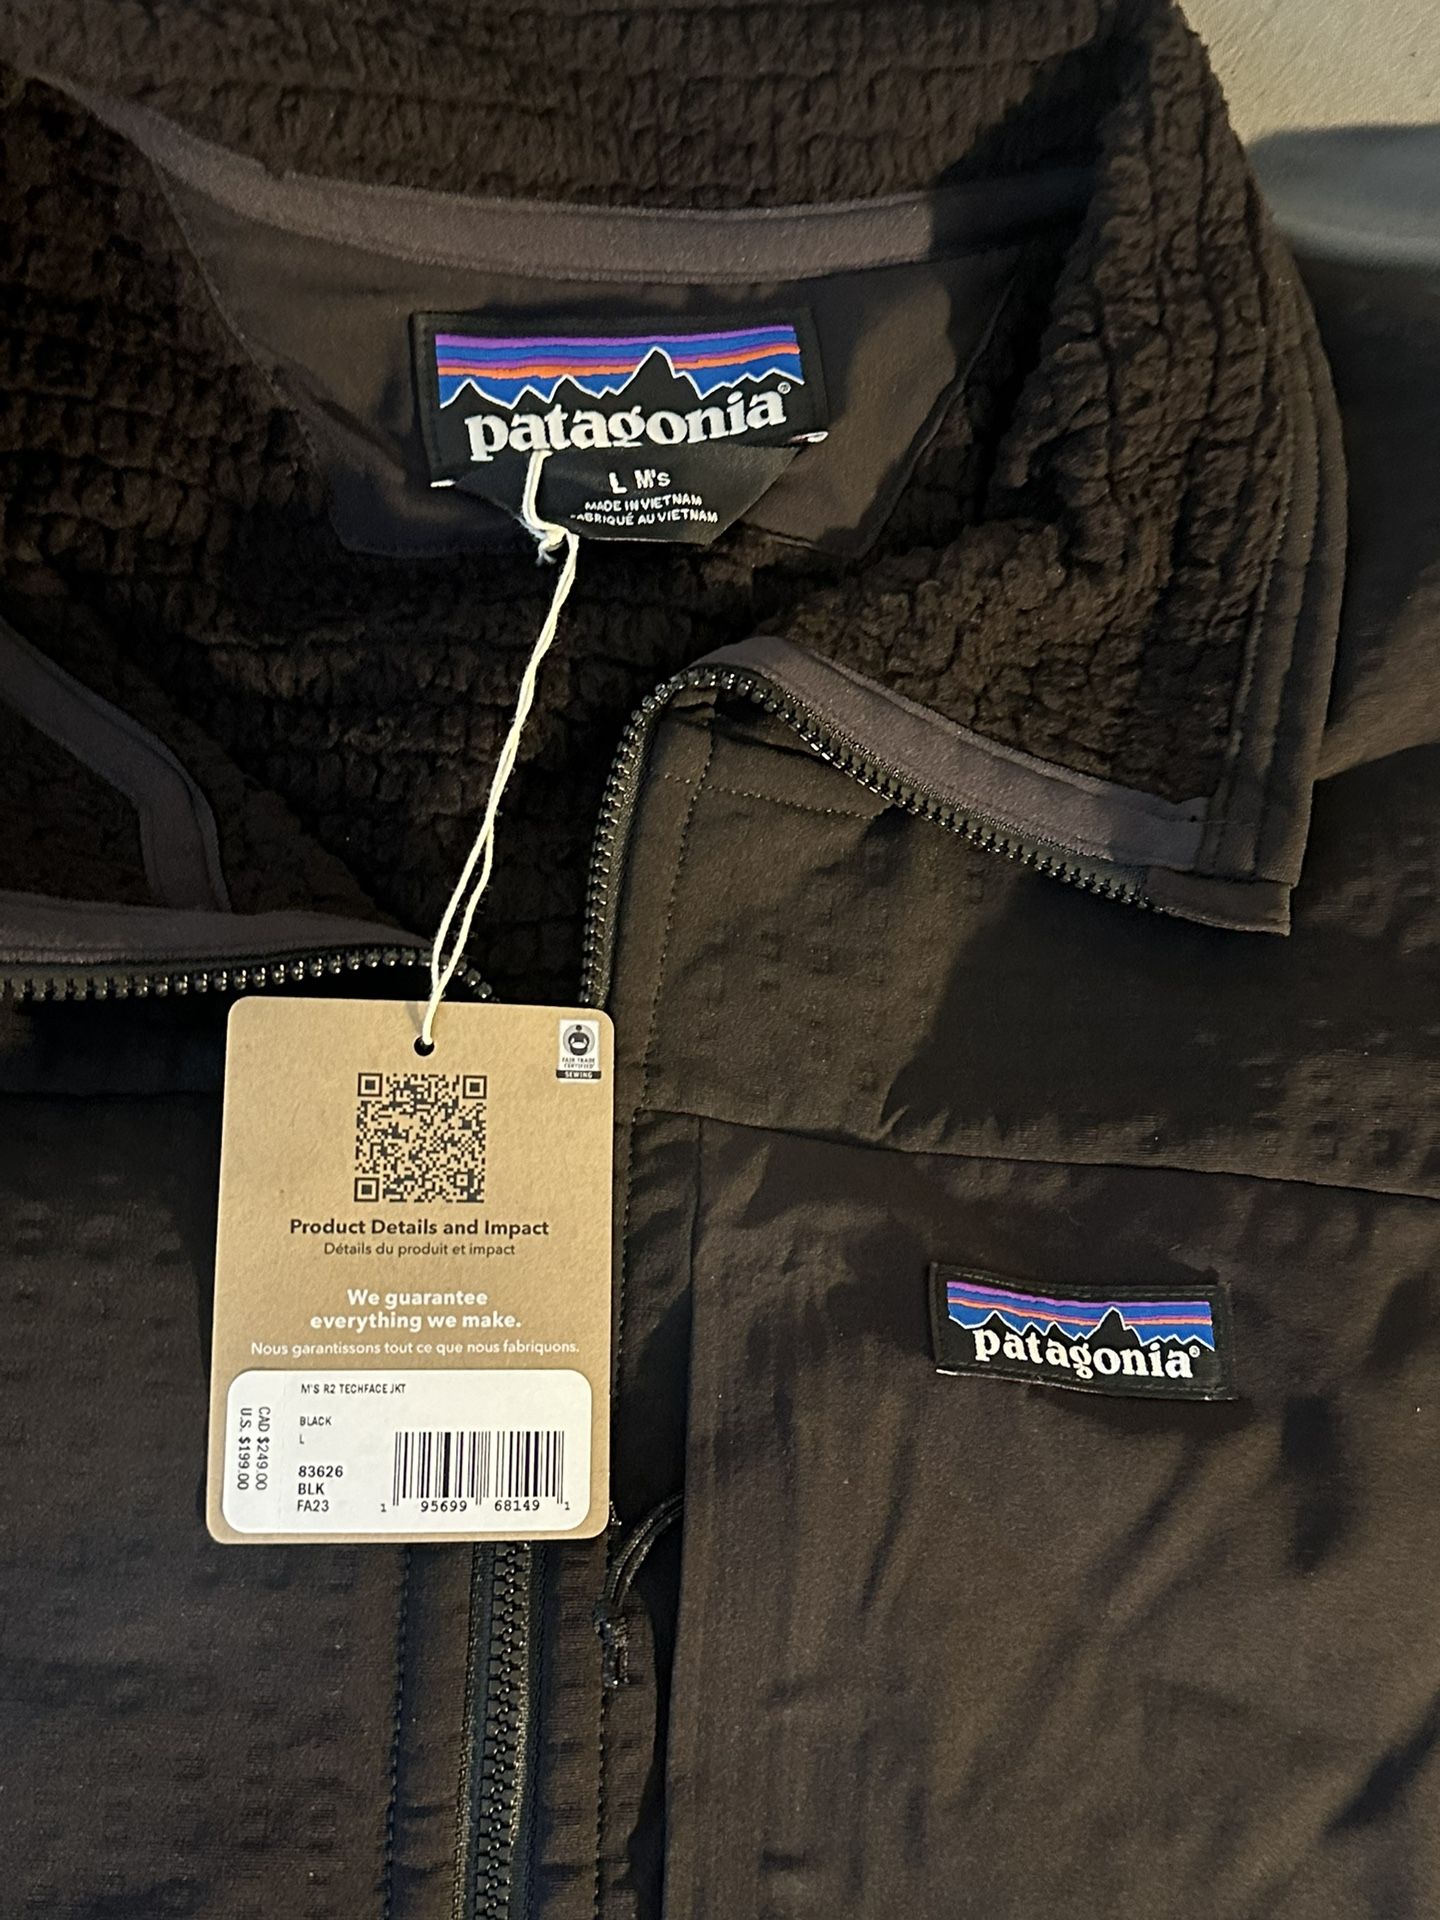 patagonia®
L M's
MADE IN VIETNAM
FABRIQUÉ AU VIETNAM
FAIR TRADE
CERTIFIED
SEWING
Product Details and Impact
Détails du produit et impact
We guarantee
everything we make.
Nous garantissons tout ce que nous fabriquons.
M'S R2 TECHFACE JKT
BLACK
L
83626
BLK
FA23
CAD $249.00
U.S. $199.00
1 95699 68149 1
patagonia®